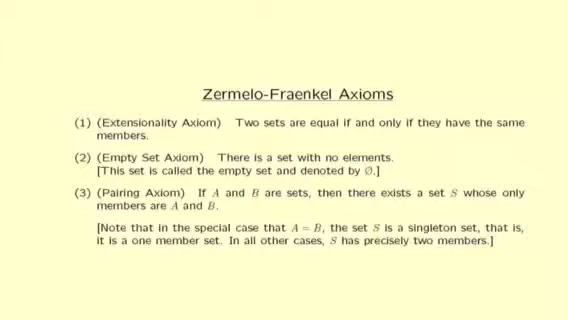 Zermelo-Fraenkel Axioms
(1) (Extensionality Axiom) Two sets are equal if and only if they have the same
members.
(2) (Empty Set Axiom) There is a set with no elements.
[This set is called the empty set and denoted by Ø.]
(3) (Pairing Axiom) If A and B are sets, then there exists a set S whose only
members are A and B.
[Note that in the special case that A = B, the set S is a singleton set, that is,
it is a one member set. In all other cases, S has precisely two members.]